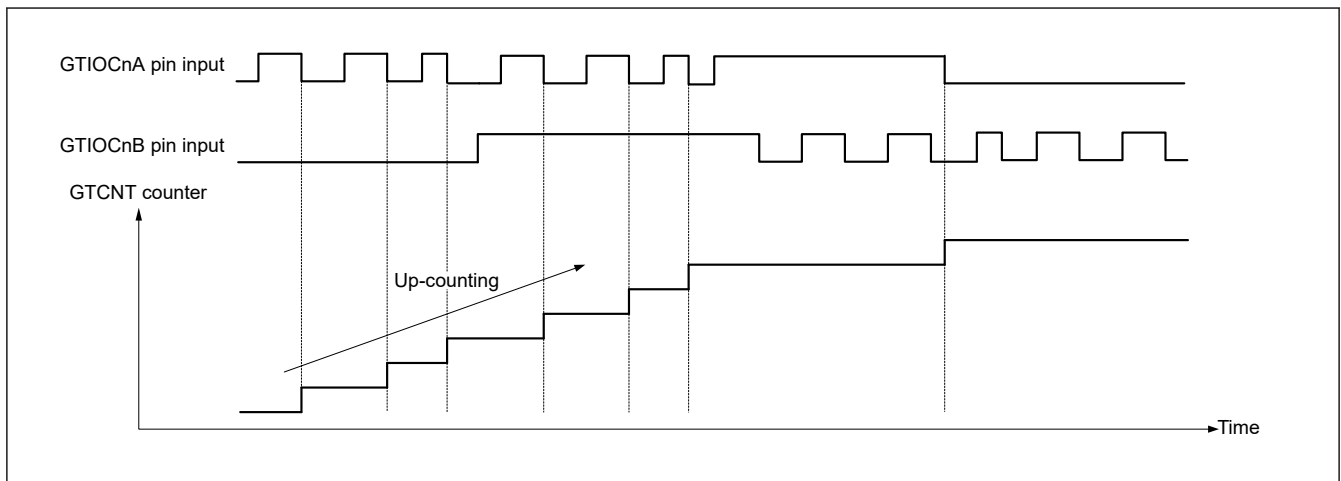 GTIOCnA pin input
GTIOCnB pin input
GTCNT counter
Up-counting
Time